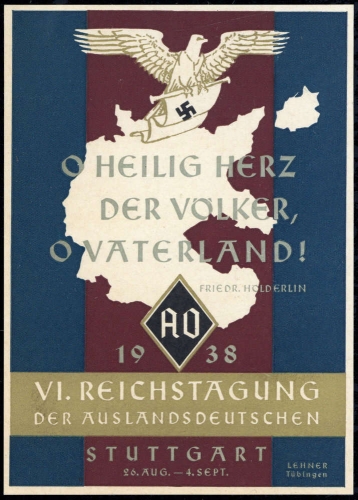 O HEILIG HERZ
DER VÖLKER,
O VATERLAND!
FRIEDR. HÖLDERLIN
AO
19 38
VI. REICHSTAGUNG
DER AUSLANDSDEUTSCHEN
STUTTGART
26. AUG. — 4. SEPT.
LEHNER
Tübingen